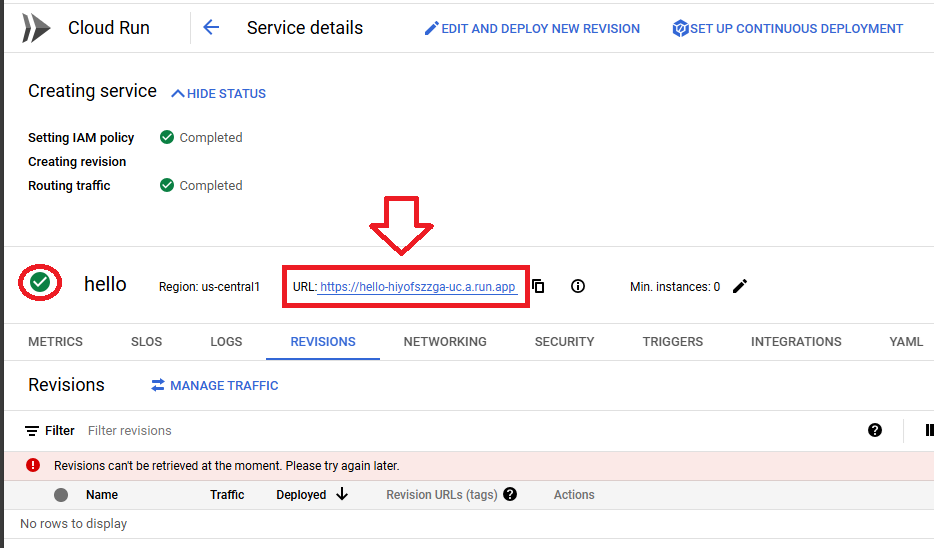 Cloud Run Service details EDIT AND DEPLOY NEW REVISION SET UP CONTINUOUS DEPLOYMENT
Creating service HIDE STATUS
Setting IAM policy Completed
Creating revision
Routing traffic Completed
hello Region: us-central1 URL: https://hello-hiyofszzga-uc.a.run.app Min. instances: 0
METRICS SLOS LOGS REVISIONS NETWORKING SECURITY TRIGGERS INTEGRATIONS YAML
Revisions MANAGE TRAFFIC
Filter Filter revisions
Revisions can't be retrieved at the moment. Please try again later.
Name Traffic Deployed Revision URLs (tags) Actions
No rows to display